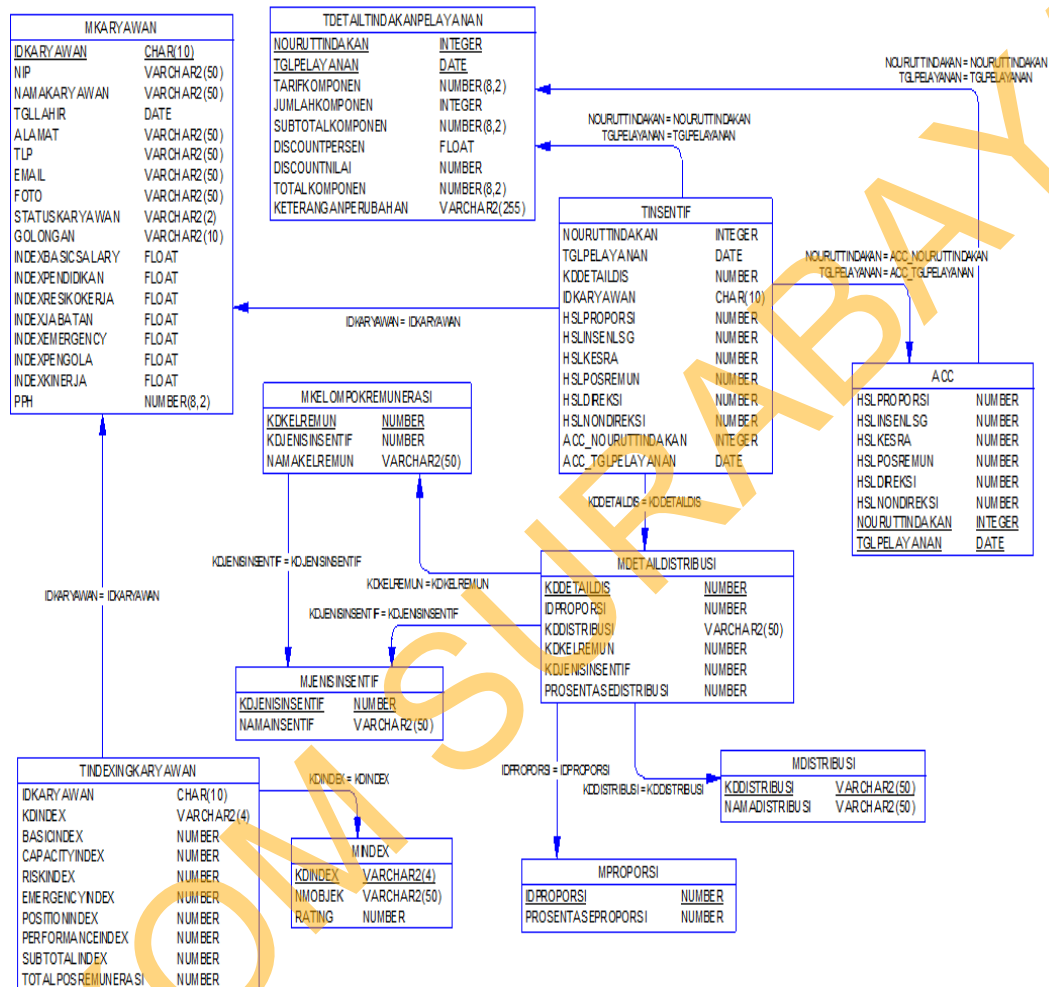 MKARYAWAN
IDKARYAWAN CHAR(10)
NIP VARCHAR2(50)
NAMAKARYAWAN VARCHAR2(50)
TGLLAHIR DATE
ALAMAT VARCHAR2(50)
TLP VARCHAR2(50)
EMAIL VARCHAR2(50)
FOTO VARCHAR2(50)
STATUSKARYAWAN VARCHAR2(2)
GOLONGAN VARCHAR2(10)
INDEXBASICSALARY FLOAT
INDEXPENDIDIKAN FLOAT
INDEXRESIKOKERJA FLOAT
INDEXJABATAN FLOAT
INDEXEMERGENCY FLOAT
INDEXPENGOLA FLOAT
INDEXKINERJA FLOAT
PPH NUMBER(8,2)
TDETAILTINDAKANPELAYANAN
NOURUTTINDAKAN INTEGER
TGLPELAYANAN DATE
TARIFKOMPONEN NUMBER(8,2)
JUMLAHKOMPONEN INTEGER
SUBTOTALKOMPONEN NUMBER(8,2)
DISCOUNTPERSEN FLOAT
DISCOUNTNILAI NUMBER
TOTALKOMPONEN NUMBER(8,2)
KETERANGANPERUBAHAN VARCHAR2(255)
NOURUTTINDAKAN = NOURUTTINDAKAN
TGLPELAYANAN = TGLPELAYANAN
NOURUTTINDAKAN = NOURUTTINDAKAN
TGLPELAYANAN = TGLPELAYANAN
TINSENTIF
NOURUTTINDAKAN INTEGER
TGLPELAYANAN DATE
KDDETAILDIS NUMBER
IDKARYAWAN CHAR(10)
HSLPROPORSI NUMBER
HSLINSENLSG NUMBER
HSLKESRA NUMBER
HSLPOSREMUN NUMBER
HSLDIREKSI NUMBER
HSLNONDIREKSI NUMBER
ACC_NOURUTTINDAKAN INTEGER
ACC_TGLPELAYANAN DATE
NOURUTTINDAKAN = ACC_NOURUTTINDAKAN
TGLPELAYANAN = ACC_TGLPELAYANAN
IDKARYAWAN = IDKARYAWAN
ACC
HSLPROPORSI NUMBER
HSLINSENLSG NUMBER
HSLKESRA NUMBER
HSLPOSREMUN NUMBER
HSLDIREKSI NUMBER
HSLNONDIREKSI NUMBER
NOURUTTINDAKAN INTEGER
TGLPELAYANAN DATE
MKELOMPOKREMUNERASI
KDKELREMUN NUMBER
KDJENISINSENTIF NUMBER
NAMAKELREMUN VARCHAR2(50)
KDDETAILDIS = KDDETAILDIS
KDJENISINSENTIF = KDJENISINSENTIF
KDKELREMUN = KDKELREMUN
IDKARYAWAN = IDKARYAWAN
KDJENISINSENTIF = KDJENISINSENTIF
MDETAILDISTRIBUSI
KDDETAILDIS NUMBER
IDPROPORSI NUMBER
KDDISTRIBUSI VARCHAR2(50)
KDKELREMUN NUMBER
KDJENISINSENTIF NUMBER
PROSENTASEDISTRIBUSI NUMBER
MJENISINSENTIF
KDJENISINSENTIF NUMBER
NAMAINSENTIF VARCHAR2(50)
IDPROPORSI = IDPROPORSI
KDDISTRIBUSI = KDDISTRIBUSI
MDISTRIBUSI
KDDISTRIBUSI VARCHAR2(50)
NAMADISTRIBUSI VARCHAR2(50)
TINDEXINGKARYAWAN
IDKARYAWAN CHAR(10)
KDINDEX VARCHAR2(4)
BASICINDEX NUMBER
CAPACITYINDEX NUMBER
RISKINDEX NUMBER
EMERGENCYINDEX NUMBER
POSITIONINDEX NUMBER
PERFORMANCEINDEX NUMBER
SUBTOTALINDEX NUMBER
TOTALPOSREMUNERASI NUMBER
KDINDEX = KDINDEX
MINDEX
KDINDEX VARCHAR2(4)
NMOBJEK VARCHAR2(50)
RATING NUMBER
MPROPORSI
IDPROPORSI NUMBER
PROSENTASEPROPORSI NUMBER
OM SURABAY